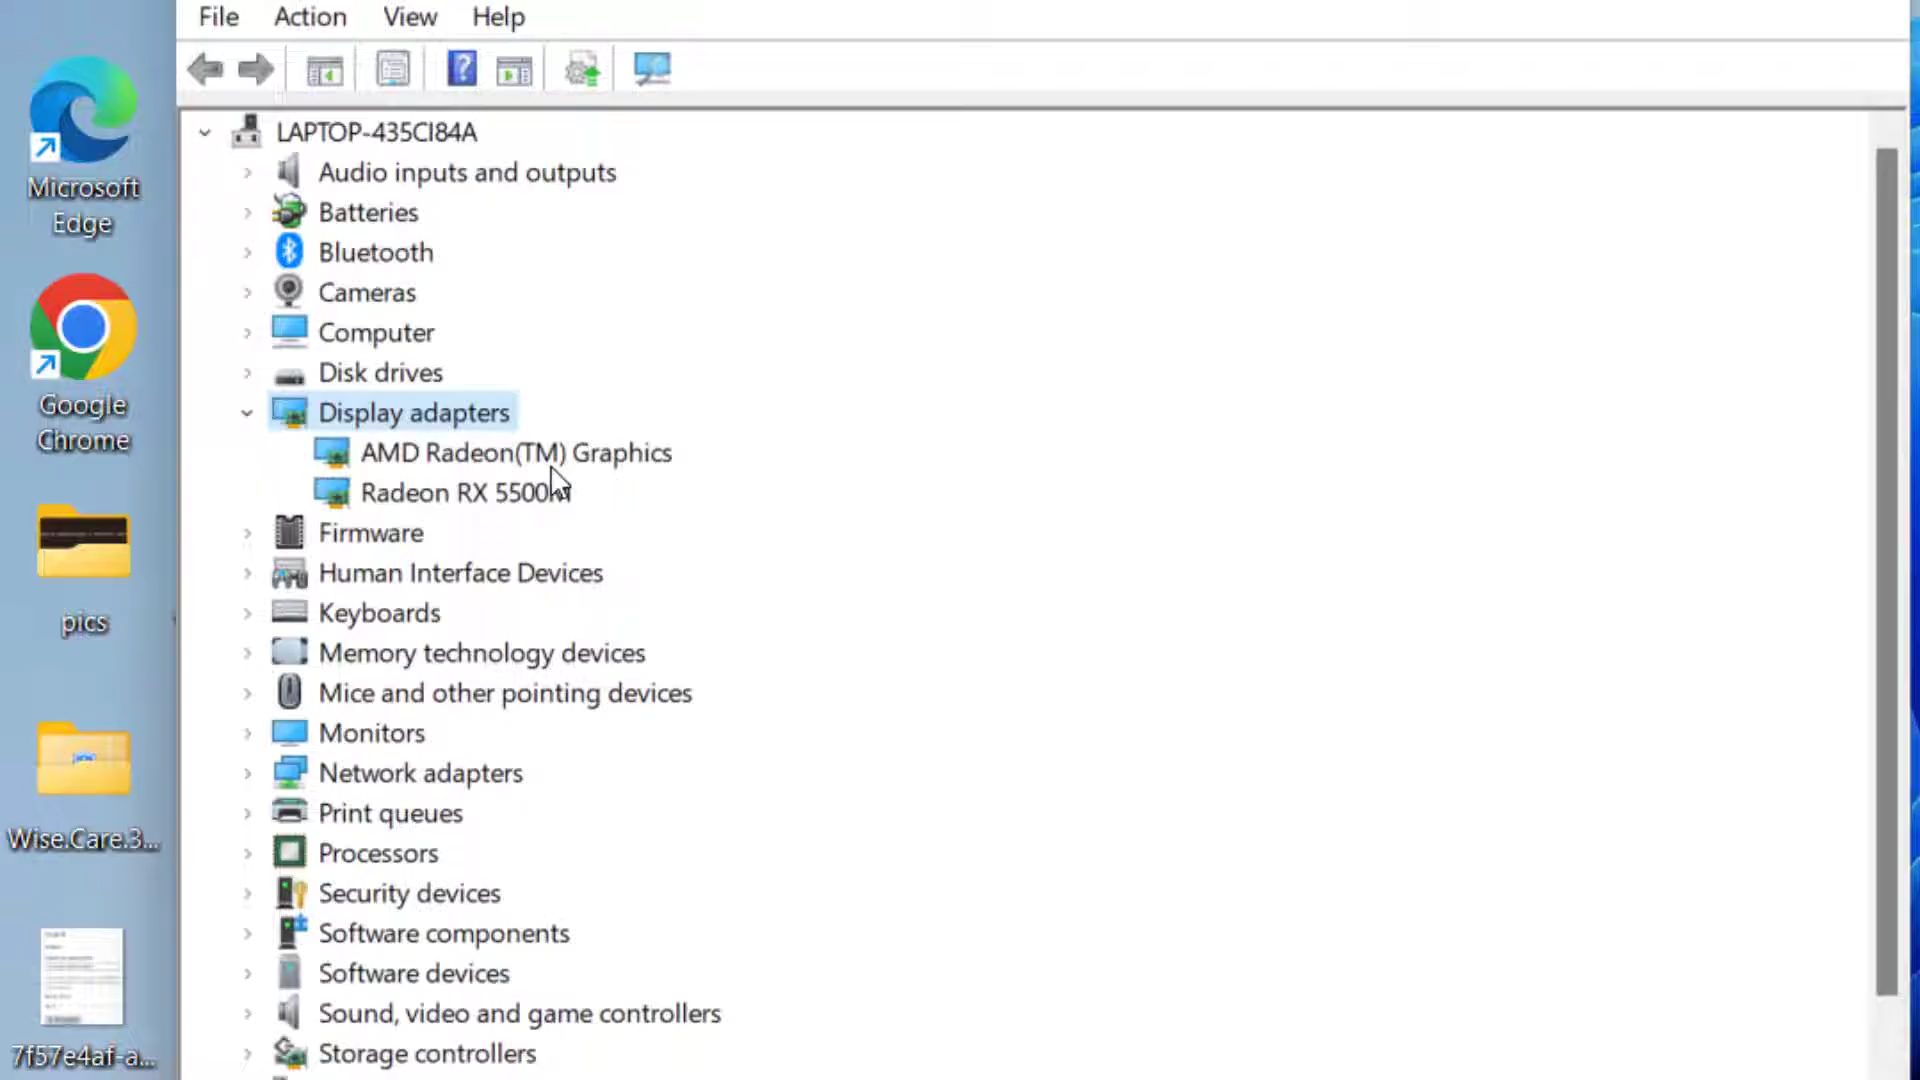 File Action View Help
LAPTOP-435CI84A
Audio inputs and outputs
Batteries
Bluetooth
Cameras
Computer
Disk drives
Display adapters
AMD Radeon(TM) Graphics
Radeon RX 5500M
Firmware
Human Interface Devices
Keyboards
Memory technology devices
Mice and other pointing devices
Monitors
Network adapters
Print queues
Processors
Security devices
Software components
Software devices
Sound, video and game controllers
Storage controllers
Microsoft
Edge
Google
Chrome
pics
Wise.Care.3...
7f57e4af-a...